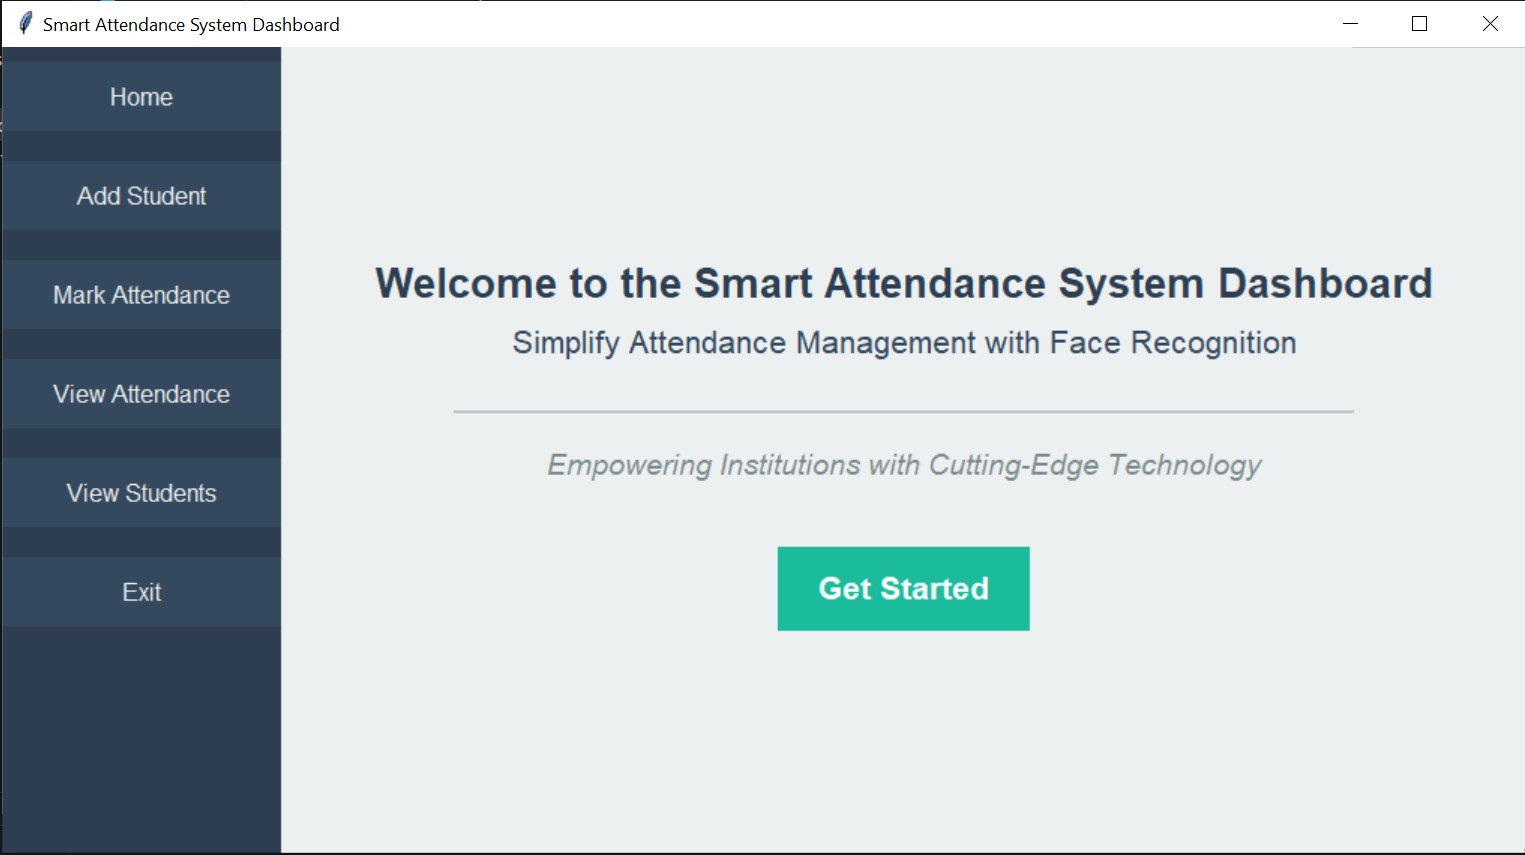 Smart Attendance System Dashboard
Home
Add Student
Mark Attendance
View Attendance
View Students
Exit
Welcome to the Smart Attendance System Dashboard
Simplify Attendance Management with Face Recognition
Empowering Institutions with Cutting-Edge Technology
Get Started